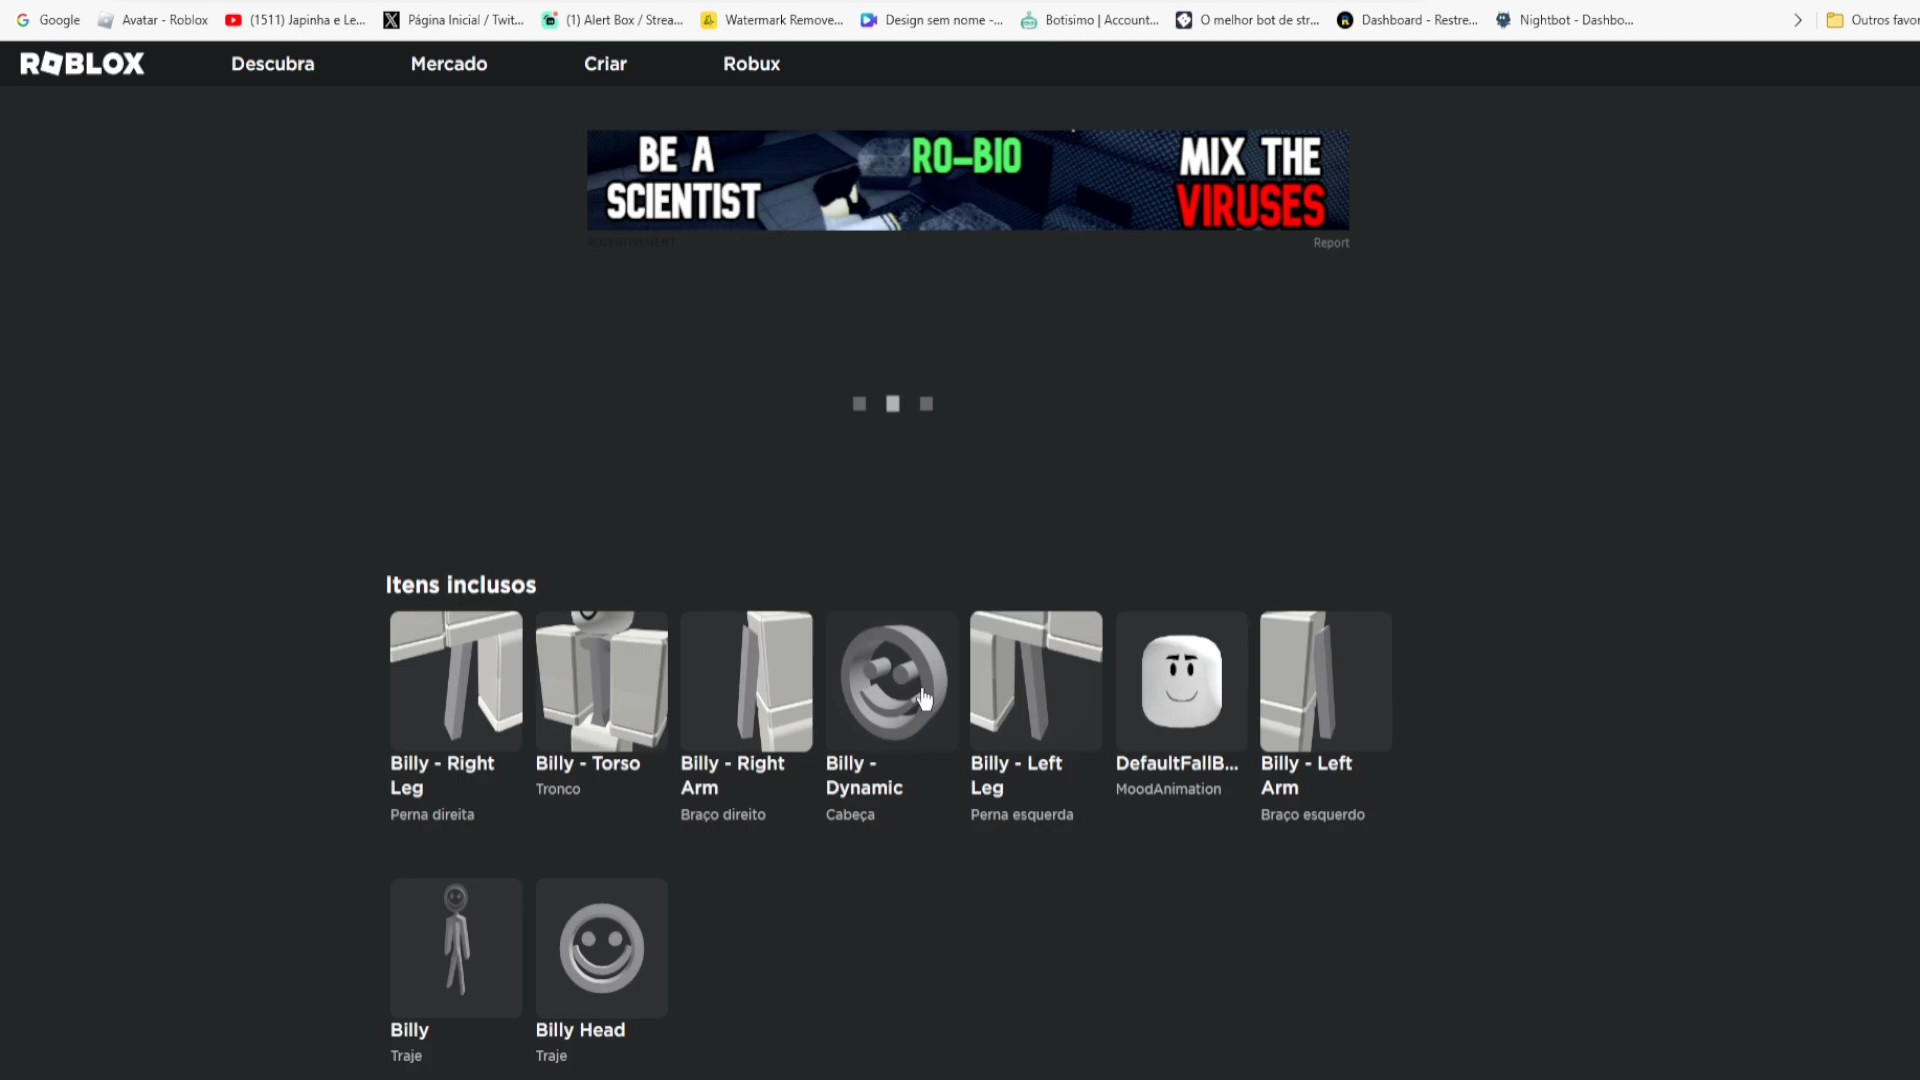 Google Avatar - Roblox (1511) Japinha e Le... Página Inicial / Twit... (1) Alert Box / Strea... Watermark Remove... Design sem nome -... Botisimo | Account... O melhor bot de str... Dashboard - Restre... Nightbot - Dashbo... Outros favor
ROBLOX Descubra Mercado Criar Robux
BE A SCIENTIST
RO-BIO
MIX THE VIRUSES
ADVERTISEMENT Report
Itens inclusos
Billy - Right Leg
Perna direita
Billy - Torso
Tronco
Billy - Right Arm
Braço direito
Billy - Dynamic
Cabeça
Billy - Left Leg
Perna esquerda
DefaultFallB...
MoodAnimation
Billy - Left Arm
Braço esquerdo
Billy
Traje
Billy Head
Traje